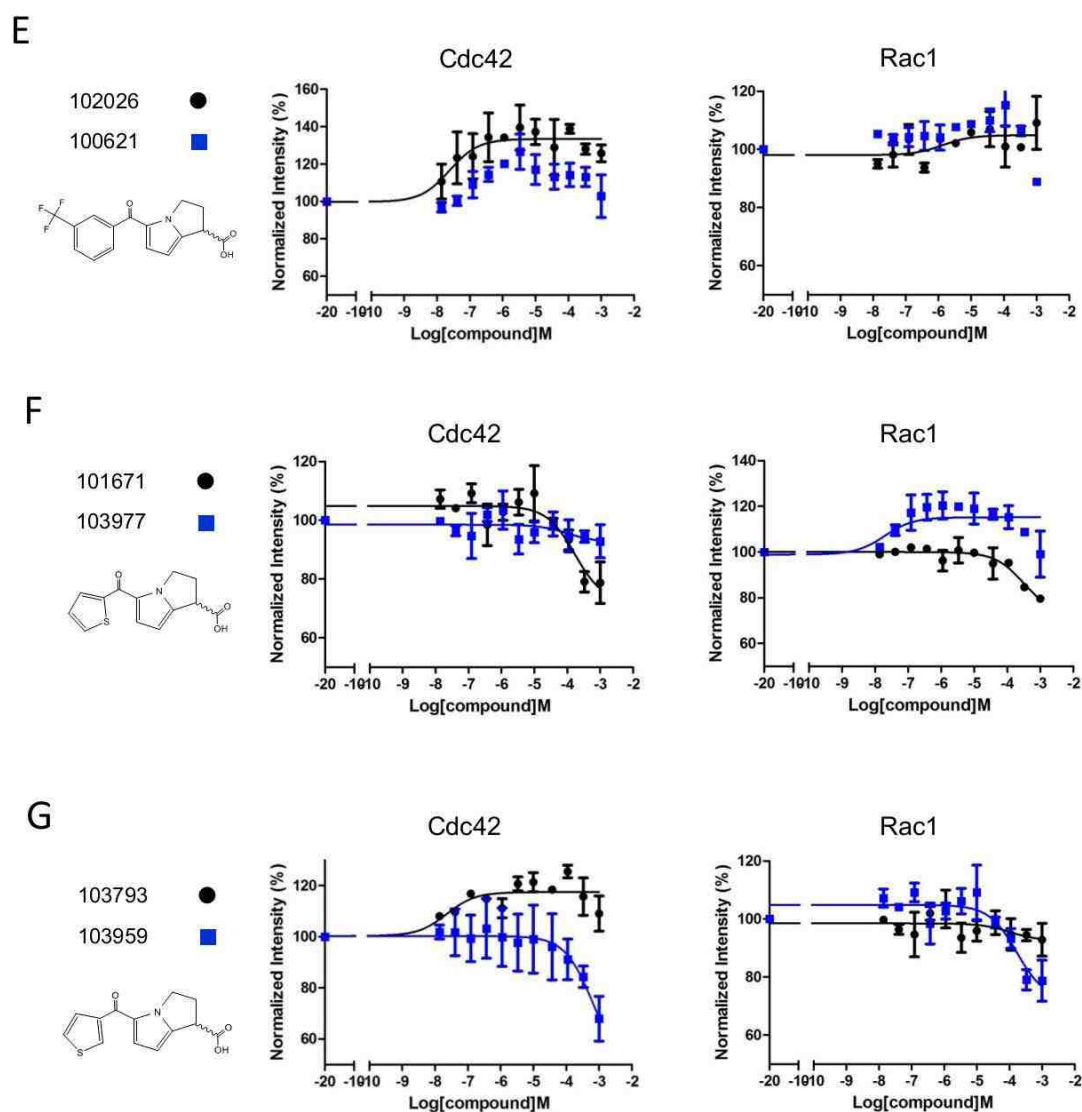 E
102026
100621
F
F
F
O
N
O
OH
Cdc42
Normalized Intensity (%)
160
140
120
100
80
60
-20 -10-10 -9 -8 -7 -6 -5 -4 -3 -2
Log[compound]M
Rac1
Normalized Intensity (%)
120
100
80
60
-20 -10-10 -9 -8 -7 -6 -5 -4 -3 -2
Log[compound]M
F
101671
103977
O
N
S
O
OH
Cdc42
Normalized Intensity (%)
120
100
80
60
-20 -10-10 -9 -8 -7 -6 -5 -4 -3 -2
Log[compound]M
Rac1
Normalized Intensity (%)
140
120
100
80
60
-20 -10-10 -9 -8 -7 -6 -5 -4 -3 -2
Log[compound]M
G
103793
103959
O
N
S
O
OH
Cdc42
Normalized Intensity (%)
120
100
80
60
-20 -10-10 -9 -8 -7 -6 -5 -4 -3 -2
Log[compound]M
Rac1
Normalized Intensity (%)
120
100
80
60
-20 -10-10 -9 -8 -7 -6 -5 -4 -3 -2
Log[compound]M